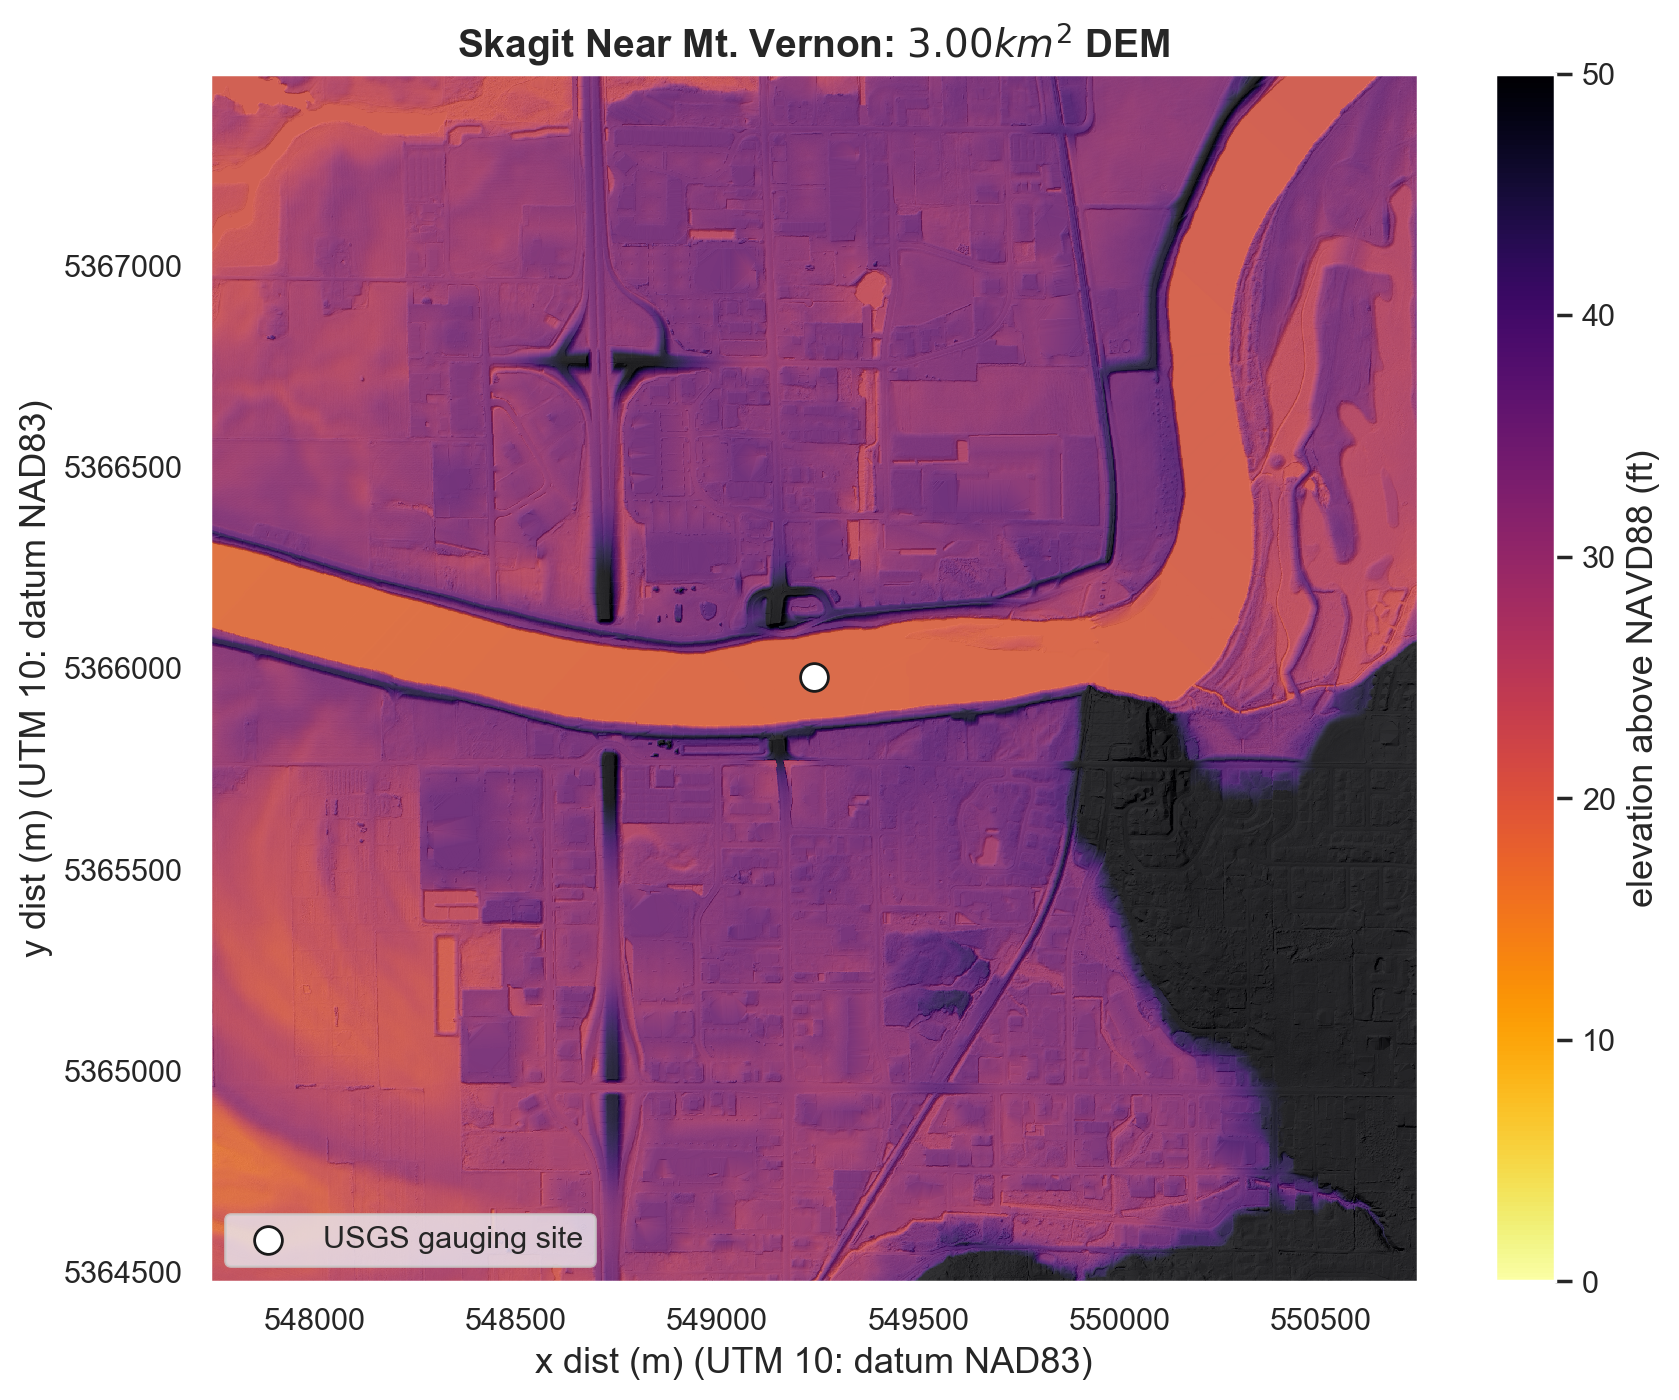 Skagit Near Mt. Vernon: 3.00km² DEM
50
40
30
20
10
0
elevation above NAVD88 (ft)
5367000
5366500
5366000
5365500
5365000
5364500
y dist (m) (UTM 10: datum NAD83)
USGS gauging site
548000 548500 549000 549500 550000 550500
x dist (m) (UTM 10: datum NAD83)